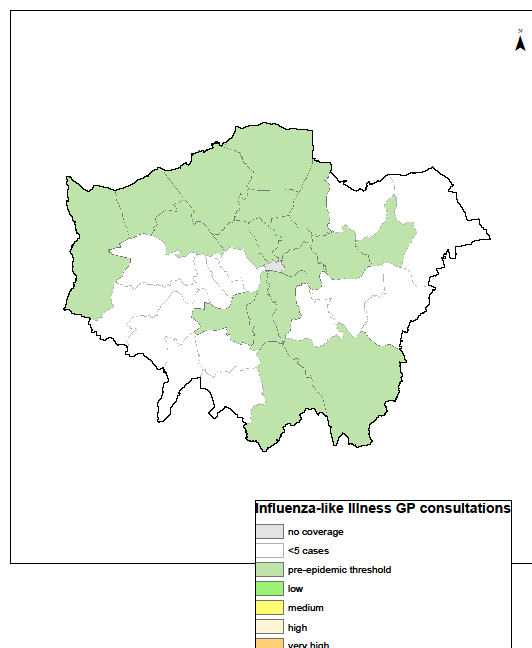 N
Influenza-like Illness GP consultations
no coverage
<5 cases
pre-epidemic threshold
low
medium
high
very high